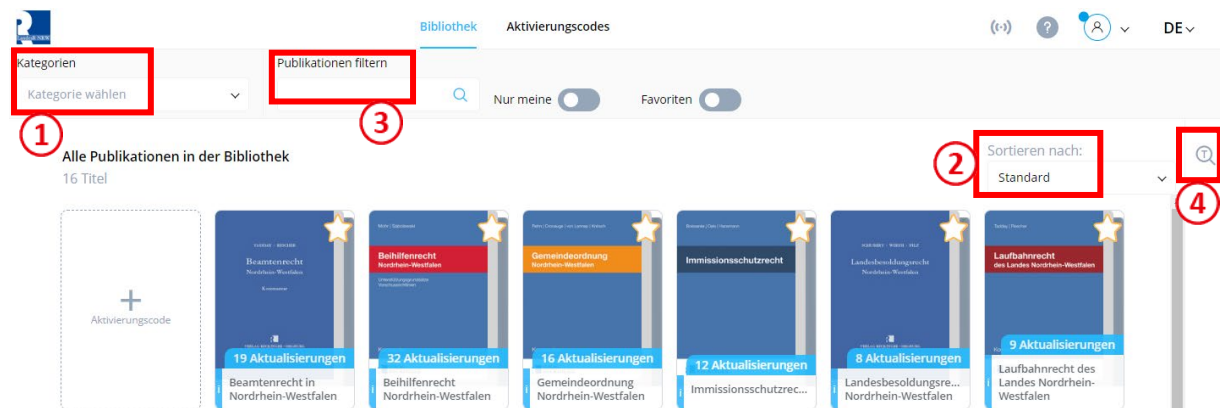 Bibliothek
Aktivierungscodes
DE
Kategorien
Kategorie wählen
Publikationen filtern
Nur meine
Favoriten
1
3
Alle Publikationen in der Bibliothek
16 Titel
2
Sortieren nach:
Standard
T
4
Aktivierungscode
Beamtenrecht
Nordrhein-Westfalen
Kommentar
19 Aktualisierungen
Beamtenrecht in
Nordrhein-Westfalen
Beihilfenrecht
Nordrhein-Westfalen
32 Aktualisierungen
Beihilfenrecht
Nordrhein-Westfalen
Gemeindeordnung
Nordrhein-Westfalen
16 Aktualisierungen
Gemeindeordnung
Nordrhein-Westfalen
Immissionsschutzrecht
12 Aktualisierungen
Immissionsschutzrec...
Landesbesoldungsrecht
Nordrhein-Westfalen
8 Aktualisierungen
Landesbesoldungsre...
Nordrhein-Westfalen
Laufbahnrecht
des Landes Nordrhein-Westfalen
9 Aktualisierungen
Laufbahnrecht des
Landes Nordrhein-
Westfalen